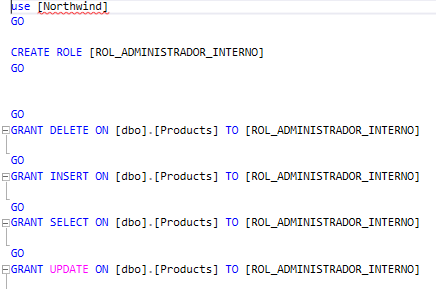 use [Northwind]
GO
CREATE ROLE [ROL_ADMINISTRADOR_INTERNO]
GO
GO
GRANT DELETE ON [dbo].[Products] TO [ROL_ADMINISTRADOR_INTERNO]
GO
GRANT INSERT ON [dbo].[Products] TO [ROL_ADMINISTRADOR_INTERNO]
GO
GRANT SELECT ON [dbo].[Products] TO [ROL_ADMINISTRADOR_INTERNO]
GO
GRANT UPDATE ON [dbo].[Products] TO [ROL_ADMINISTRADOR_INTERNO]